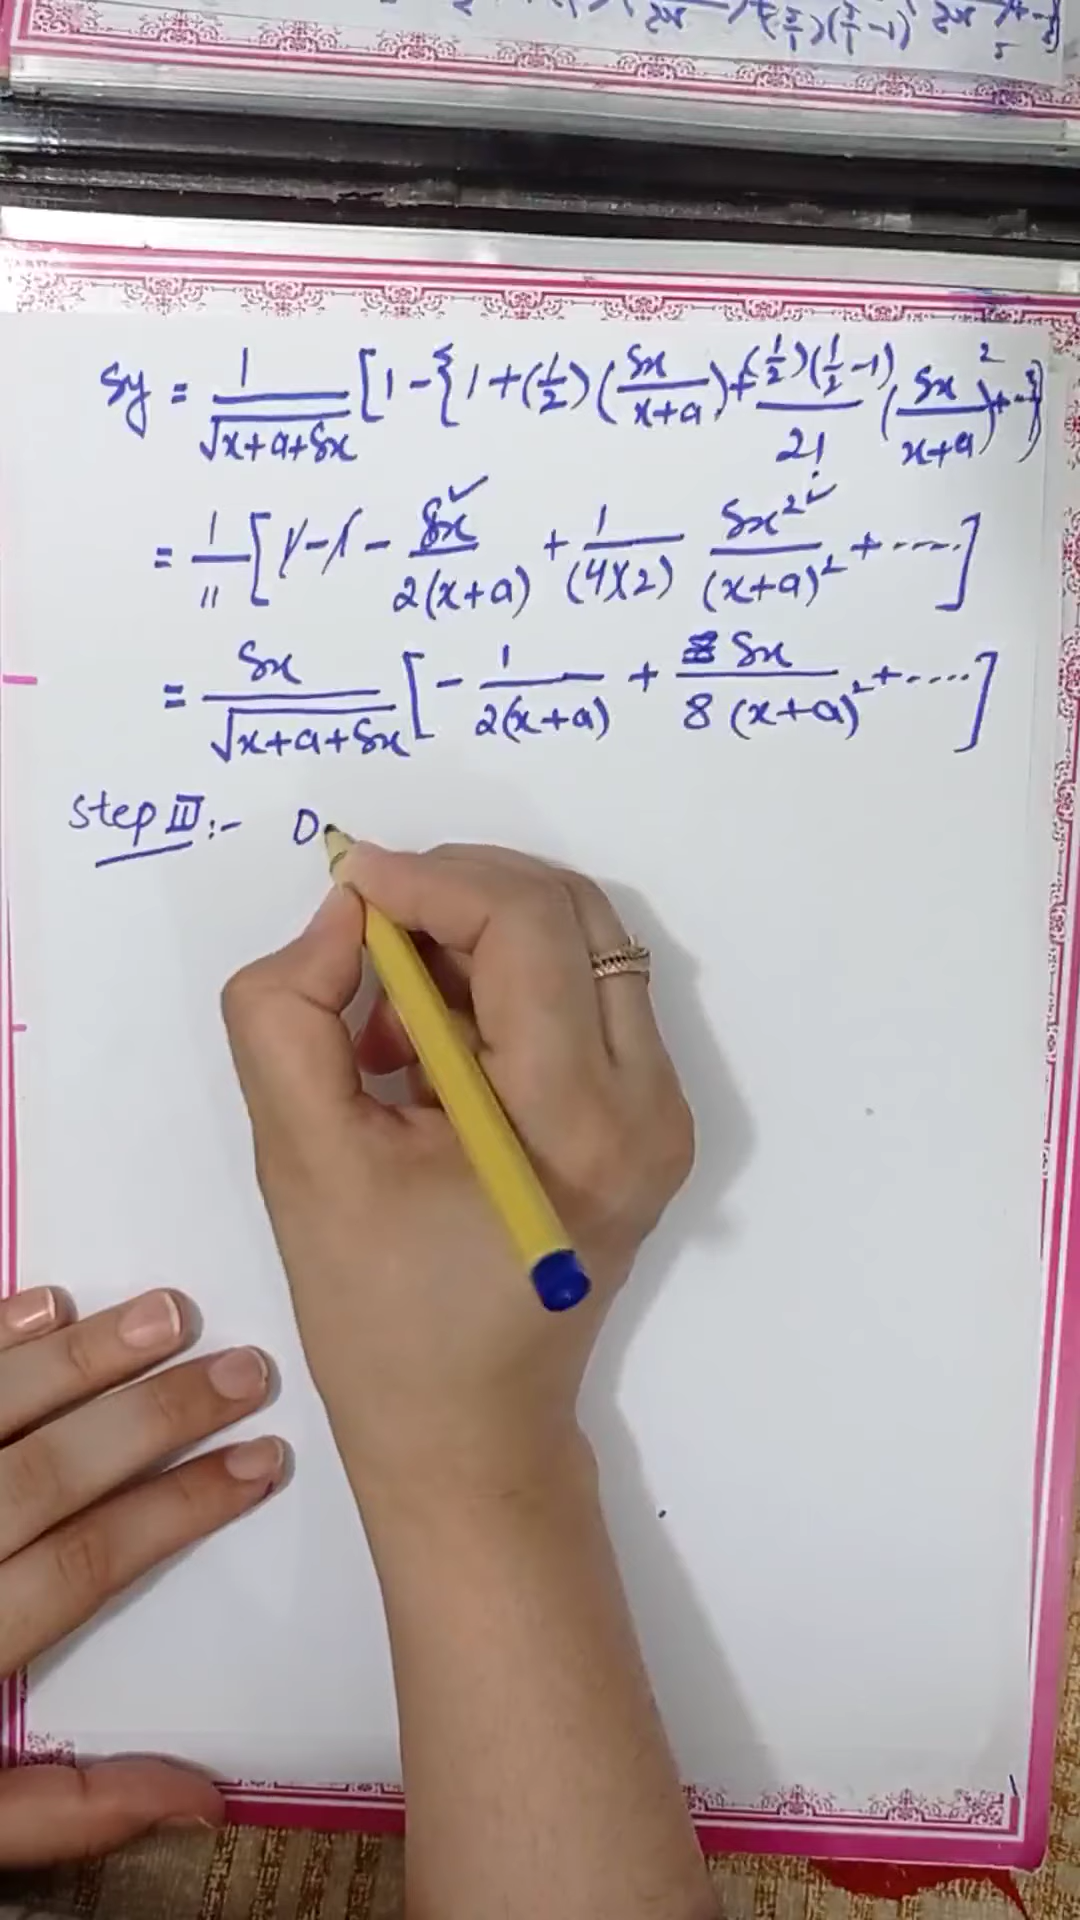 δy = 1/√x+a+δx [1-{1+(1/2)(δx/x+a)+(1/2)(1/2-1)/2! (δx/x+a)²+--}]
= 1/11 [1-1- δx/2(x+a) + 1/(4×2) δx²/(x+a)² + -----]
= δx/√x+a+δx [- 1/2(x+a) + δx/8(x+a)² + ----]
Step III :- D